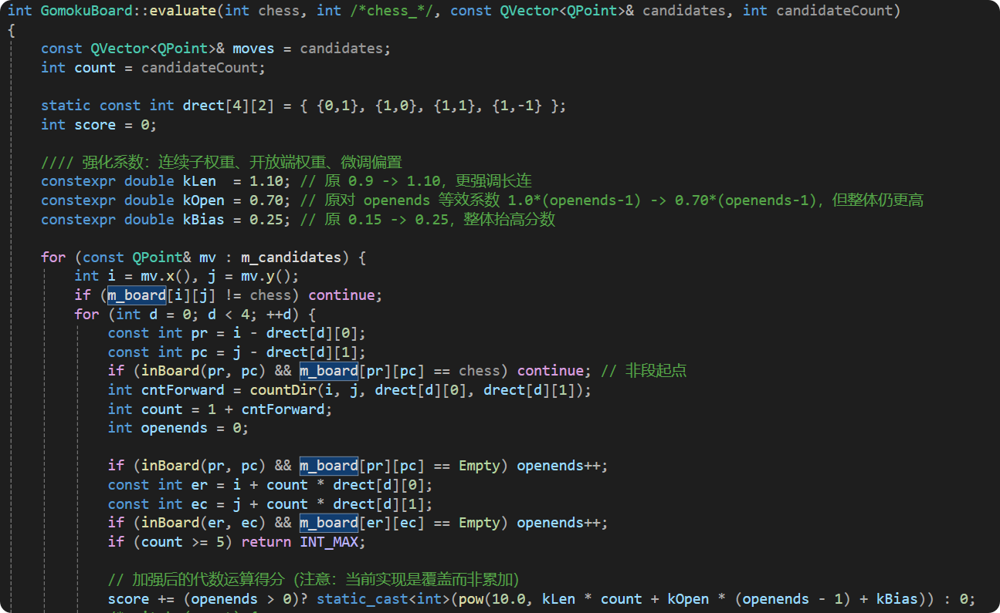 int GomokuBoard::evaluate(int chess, int /*chess_*/, const QVector<QPoint>& candidates, int candidateCount)
{
    const QVector<QPoint>& moves = candidates;
    int count = candidateCount;
    static const int drect[4][2] = { {0,1}, {1,0}, {1,1}, {1,-1} };
    int score = 0;
    //// 强化系数：连续子权重、开放端权重、微调偏置
    constexpr double kLen  = 1.10; // 原 0.9 -> 1.10，更强调长连
    constexpr double kOpen = 0.70; // 原对 openends 等效系数 1.0*(openends-1) -> 0.70*(openends-1)，但整体仍更高
    constexpr double kBias = 0.25; // 原 0.15 -> 0.25，整体抬高分数
    for (const QPoint& mv : m_candidates) {
        int i = mv.x(), j = mv.y();
        if (m_board[i][j] != chess) continue;
        for (int d = 0; d < 4; ++d) {
            const int pr = i - drect[d][0];
            const int pc = j - drect[d][1];
            if (inBoard(pr, pc) && m_board[pr][pc] == chess) continue; // 非段起点
            int cntForward = countDir(i, j, drect[d][0], drect[d][1]);
            int count = 1 + cntForward;
            int openends = 0;
            if (inBoard(pr, pc) && m_board[pr][pc] == Empty) openends++;
            const int er = i + count * drect[d][0];
            const int ec = j + count * drect[d][1];
            if (inBoard(er, ec) && m_board[er][ec] == Empty) openends++;
            if (count >= 5) return INT_MAX;
            // 加强后的代数运算得分（注意：当前实现是覆盖而非累加）
            score += (openends > 0)? static_cast<int>(pow(10.0, kLen * count + kOpen * (openends - 1) + kBias)) : 0;